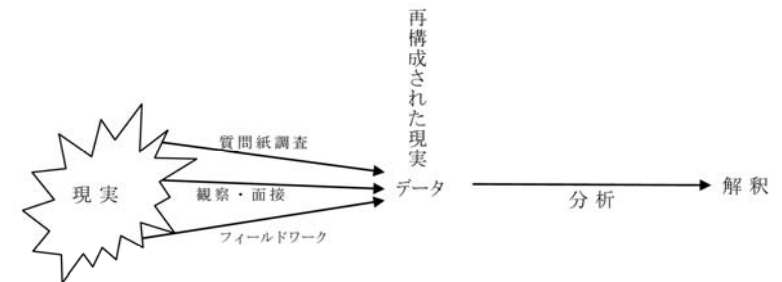 再構成された現実
質問紙調査
現実
観察・面接
データ
分析
解釈
フィールドワーク